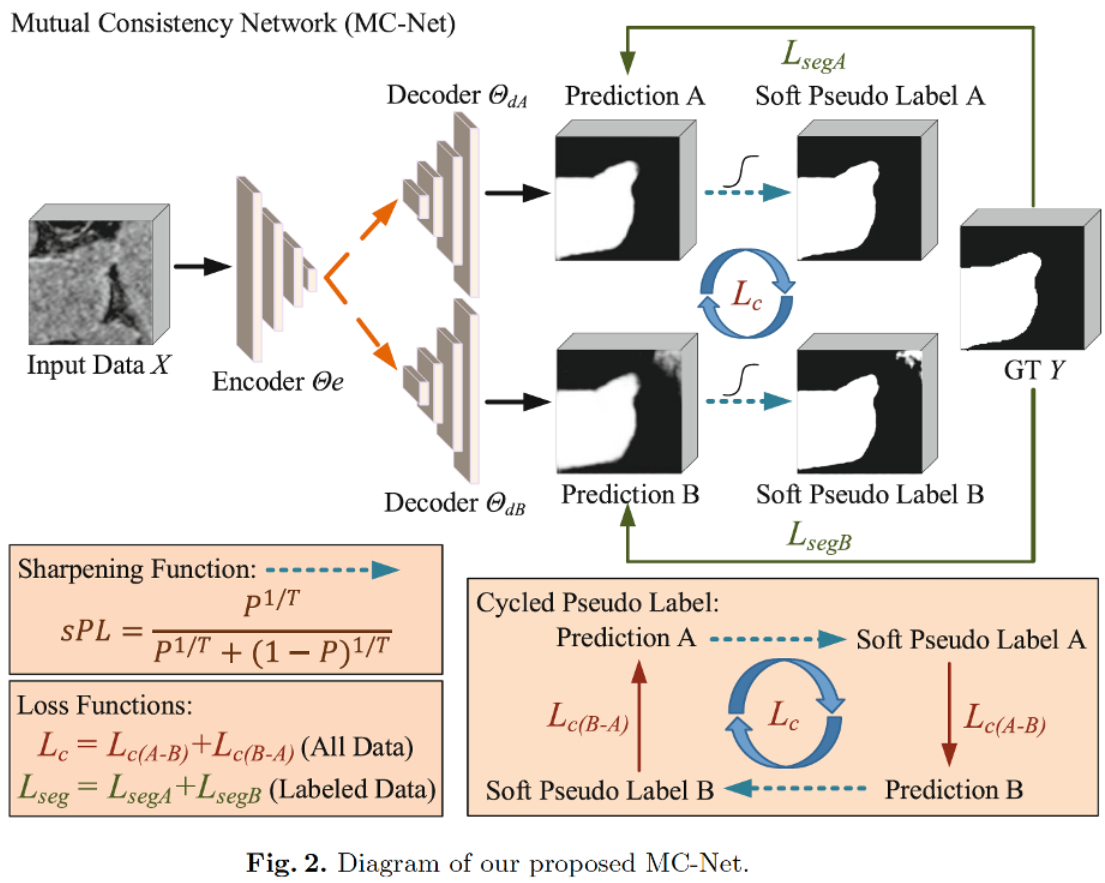 Mutual Consistency Network (MC-Net)
L_segA
Decoder Θ_dA
Prediction A
Soft Pseudo Label A
L_c
Input Data X
Encoder Θe
GT Y
Decoder Θ_dB
Prediction B
Soft Pseudo Label B
L_segB
Sharpening Function:
sPL = P^{1/T} / (P^{1/T} + (1 − P)^{1/T})
Loss Functions:
L_c = L_c(A-B)+L_c(B-A) (All Data)
L_seg = L_segA+L_segB (Labeled Data)
Cycled Pseudo Label:
Prediction A
Soft Pseudo Label A
L_c(B-A)
L_c
L_c(A-B)
Soft Pseudo Label B
Prediction B
Fig. 2. Diagram of our proposed MC-Net.